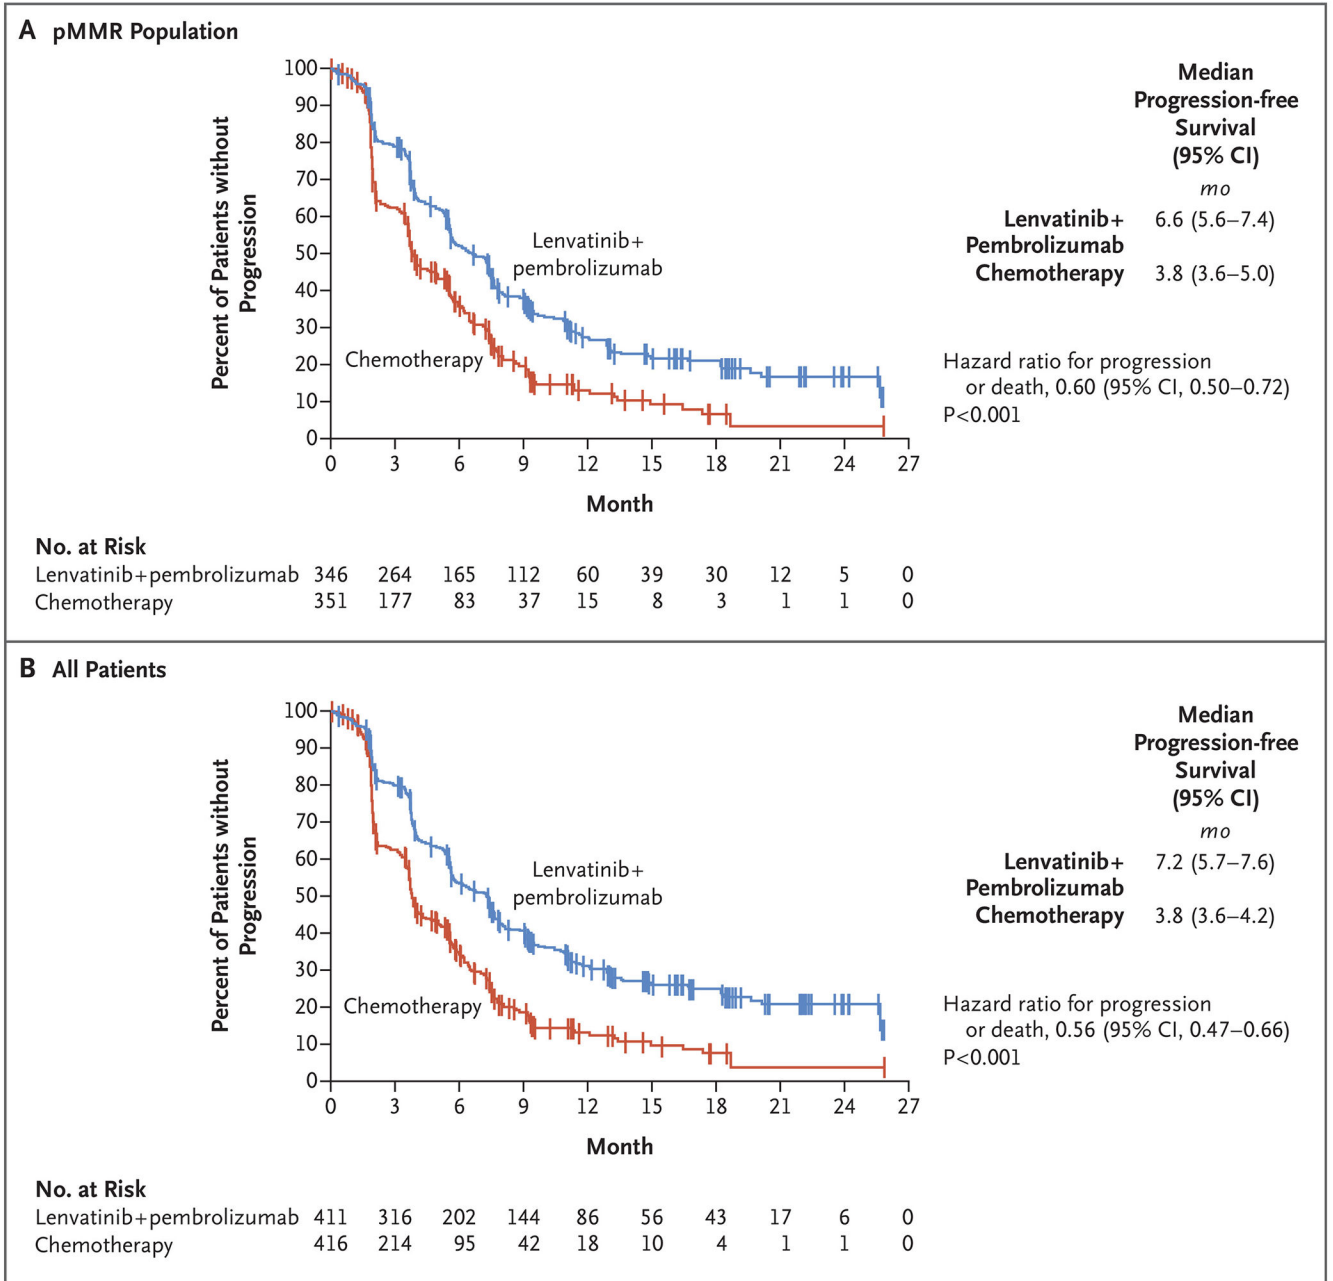 A pMMR Population
100
90
80
70
60
50
40
30
20
10
0
Percent of Patients without
Progression
Lenvatinib+
pembrolizumab
Chemotherapy
0 3 6 9 12 15 18 21 24 27
Month
Median
Progression-free
Survival
(95% CI)
mo
Lenvatinib+ 6.6 (5.6–7.4)
Pembrolizumab
Chemotherapy 3.8 (3.6–5.0)
Hazard ratio for progression
or death, 0.60 (95% CI, 0.50–0.72)
P<0.001
No. at Risk
Lenvatinib+pembrolizumab 346 264 165 112 60 39 30 12 5 0
Chemotherapy 351 177 83 37 15 8 3 1 1 0
B All Patients
100
90
80
70
60
50
40
30
20
10
0
Percent of Patients without
Progression
Lenvatinib+
pembrolizumab
Chemotherapy
0 3 6 9 12 15 18 21 24 27
Month
Median
Progression-free
Survival
(95% CI)
mo
Lenvatinib+ 7.2 (5.7–7.6)
Pembrolizumab
Chemotherapy 3.8 (3.6–4.2)
Hazard ratio for progression
or death, 0.56 (95% CI, 0.47–0.66)
P<0.001
No. at Risk
Lenvatinib+pembrolizumab 411 316 202 144 86 56 43 17 6 0
Chemotherapy 416 214 95 42 18 10 4 1 1 0